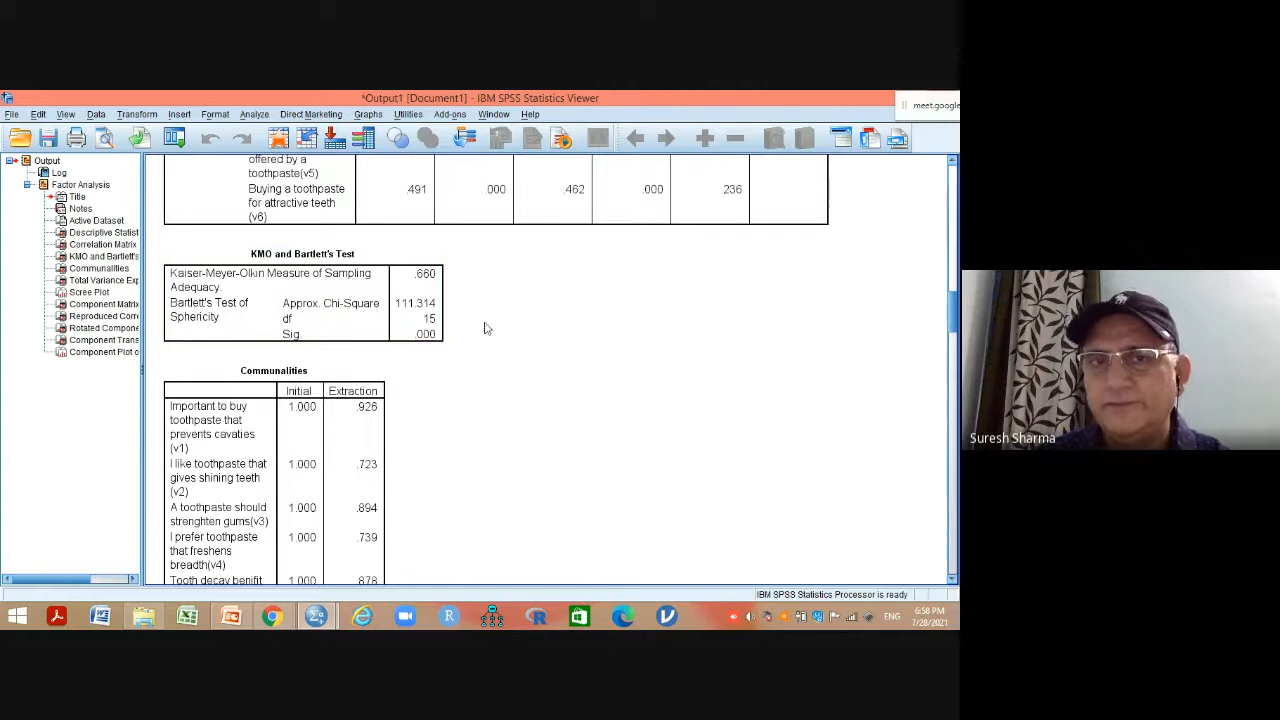 *Output1 [Document1] - IBM SPSS Statistics Viewer
meet.google
File Edit View Data Transform Insert Format Analyze Direct Marketing Graphs Utilities Add-ons Window Help
Output
Log
Factor Analysis
Title
Notes
Active Dataset
Descriptive Statist
Correlation Matrix
KMO and Bartlett's
Communalities
Total Variance Exp
Scree Plot
Component Matrix
Reproduced Corre
Rotated Compone
Component Trans
Component Plot o
offered by a
toothpaste(v5)
Buying a toothpaste .491 .000 .462 .000 .236
for attractive teeth
(v6)
KMO and Bartlett's Test
Kaiser-Meyer-Olkin Measure of Sampling .660
Adequacy.
Bartlett's Test of Approx. Chi-Square 111.314
Sphericity df 15
Sig. .000
Communalities
Initial Extraction
Important to buy 1.000 .926
toothpaste that
prevents cavaties
(v1)
I like toothpaste that 1.000 .723
gives shining teeth
(v2)
A toothpaste should 1.000 .894
strenghten gums(v3)
I prefer toothpaste 1.000 .739
that freshens
breadth(v4)
Tooth decay benifit 1.000 .878
IBM SPSS Statistics Processor is ready
ENG
6:58 PM
7/28/2021
Suresh Sharma